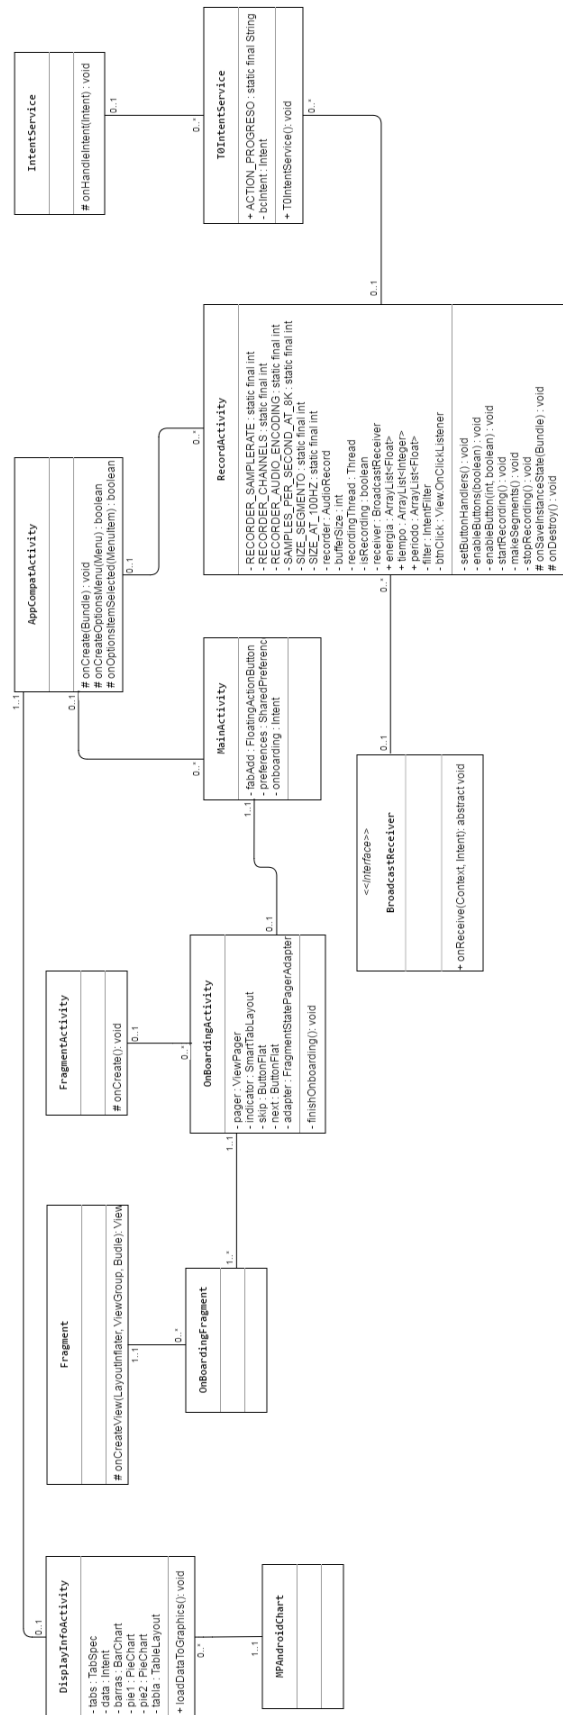 DisplayInfoActivity
- tabs : TabSpec
- data : Intent
- barras : BarChart
- pie1 : PieChart
- pie2 : PieChart
- tabla : TableLayout
+ loadDataToGraphics(): void
0..1
0..*
1..1
MPAndroidChart
Fragment
# onCreateView(LayoutInflater, ViewGroup, Budle): View
1..1
0..*
OnBoardingFragment
1..*
FragmentActivity
# onCreate(): void
0..1
0..*
OnBoardingActivity
- pager : ViewPager
- indicator : SmartTabLayout
- skip : ButtonFlat
- next : ButtonFlat
- adapter : FragmentStatePagerAdapter
- finishOnboarding(): void
1..1
0..1
AppCompatActivity
# onCreate(Bundle) : void
# onCreateOptionsMenu(Menu) : boolean
# onOptionsItemSelected(MenuItem) : boolean
1..1
0..1
0..1
0..*
MainActivity
- fabAdd : FloatingActionButton
- preferences : SharedPreferenc
- onboarding : Intent
1..1
0..*
RecordActivity
- RECORDER_SAMPLERATE : static final int
- RECORDER_CHANNELS : static final int
- RECORDER_AUDIO_ENCODING : static final int
- SAMPLES_PER_SECOND_AT_8K : static final int
- SIZE_SEGMENTO : static final int
- SIZE_AT_100HZ : static final int
- recorder : AudioRecord
- bufferSize : int
- recordingThread : Thread
- isRecording : boolean
- receiver : BroadcastReceiver
+ energia : ArrayList<Float>
+ tiempo : ArrayList<Integer>
+ periodo : ArrayList<Float>
- filter : IntentFilter
- btnClick : View.OnClickListener
- setButtonHandlers() : void
- enableButtons(boolean) : void
- enableButton(int, boolean) : void
- startRecording() : void
- makeSegments() : void
- stopRecording() : void
# onSaveInstanceState(Bundle) : void
# onDestroy() : void
0..1
0..*
0..1
<<Interface>>
BroadcastReceiver
+ onReceive(Context, Intent): abstract void
IntentService
# onHandleIntent(Intent) : void
0..1
0..*
T0IntentService
+ ACTION_PROGRESO : static final String
- bcIntent : Intent
+ T0IntentService(): void
0..*